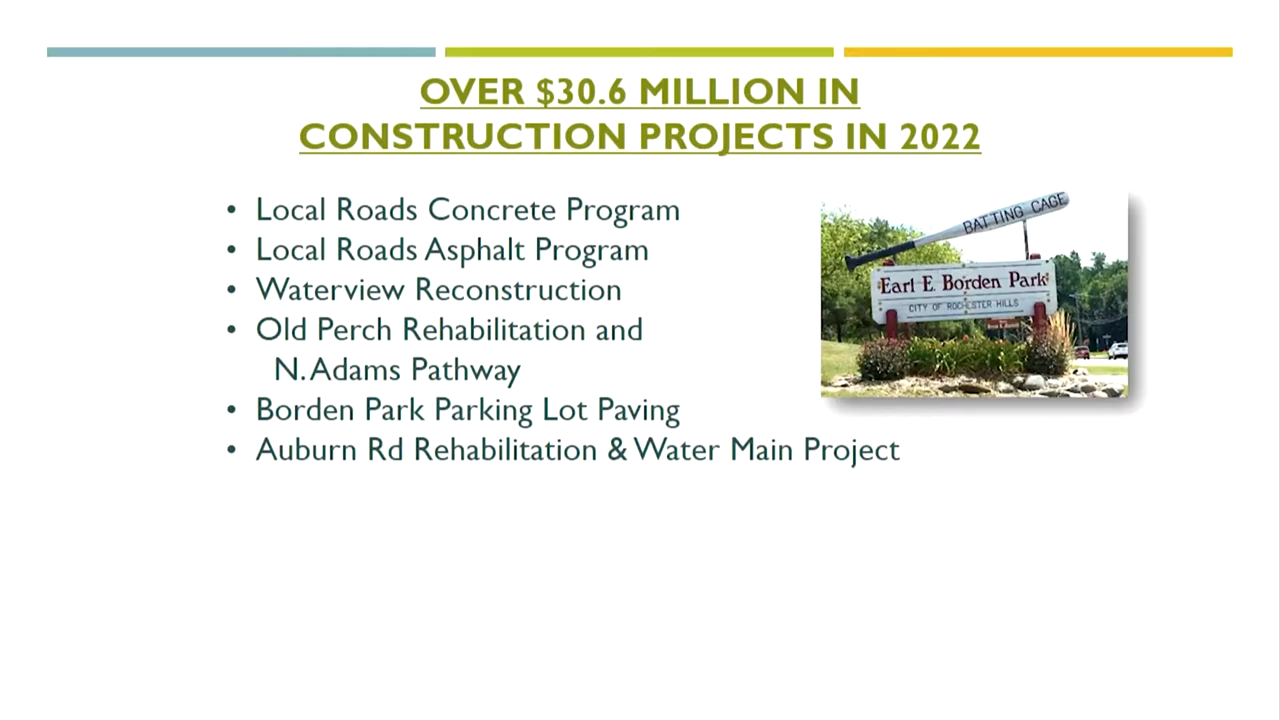 OVER $30.6 MILLION IN
CONSTRUCTION PROJECTS IN 2022
• Local Roads Concrete Program
• Local Roads Asphalt Program
• Waterview Reconstruction
• Old Perch Rehabilitation and
N. Adams Pathway
• Borden Park Parking Lot Paving
• Auburn Rd Rehabilitation & Water Main Project
BATTING CAGE
Earl E. Borden Park
CITY OF ROCHESTER HILLS